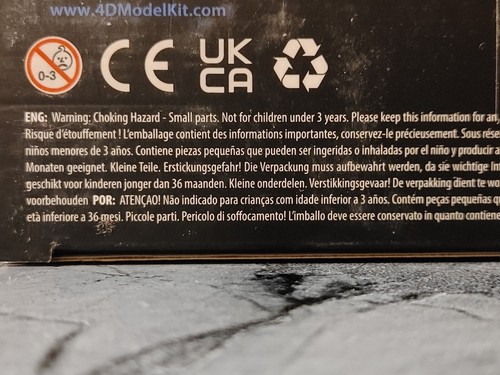 www.4DModelKit.com
0-3
CE
UK
CA
ENG: Warning: Choking Hazard - Small parts. Not for children under 3 years. Please keep this information for an
Risque d'étouffement ! L'emballage contient des informations importantes, conservez-le précieusement. Sous rése
niños menores de 3 años. Contiene piezas pequeñas que pueden ser ingeridas o inhaladas por el niño y producir a
Monaten geeignet. Kleine Teile. Erstickungsgefahr! Die Verpackung muss aufbewahrt werden, da sie wichtige In
geschikt voor kinderen jonger dan 36 maanden. Kleine onderdelen. Verstikkingsgevaar! De verpakking dient te wo
voorbehouden POR: ATENÇAO! Não indicado para crianças com idade inferior a 3 años. Contém peças pequenas q
età inferiore a 36 mesi. Piccole parti. Pericolo di soffocamento! L'imballo deve essere conservato in quanto contiene